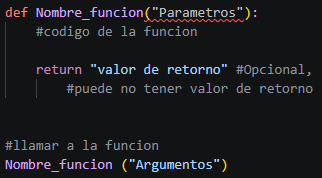 def Nombre_funcion("Parametros"):
#codigo de la funcion
return "valor de retorno" #Opcional,
#puede no tener valor de retorno
#llamar a la funcion
Nombre_funcion ("Argumentos")